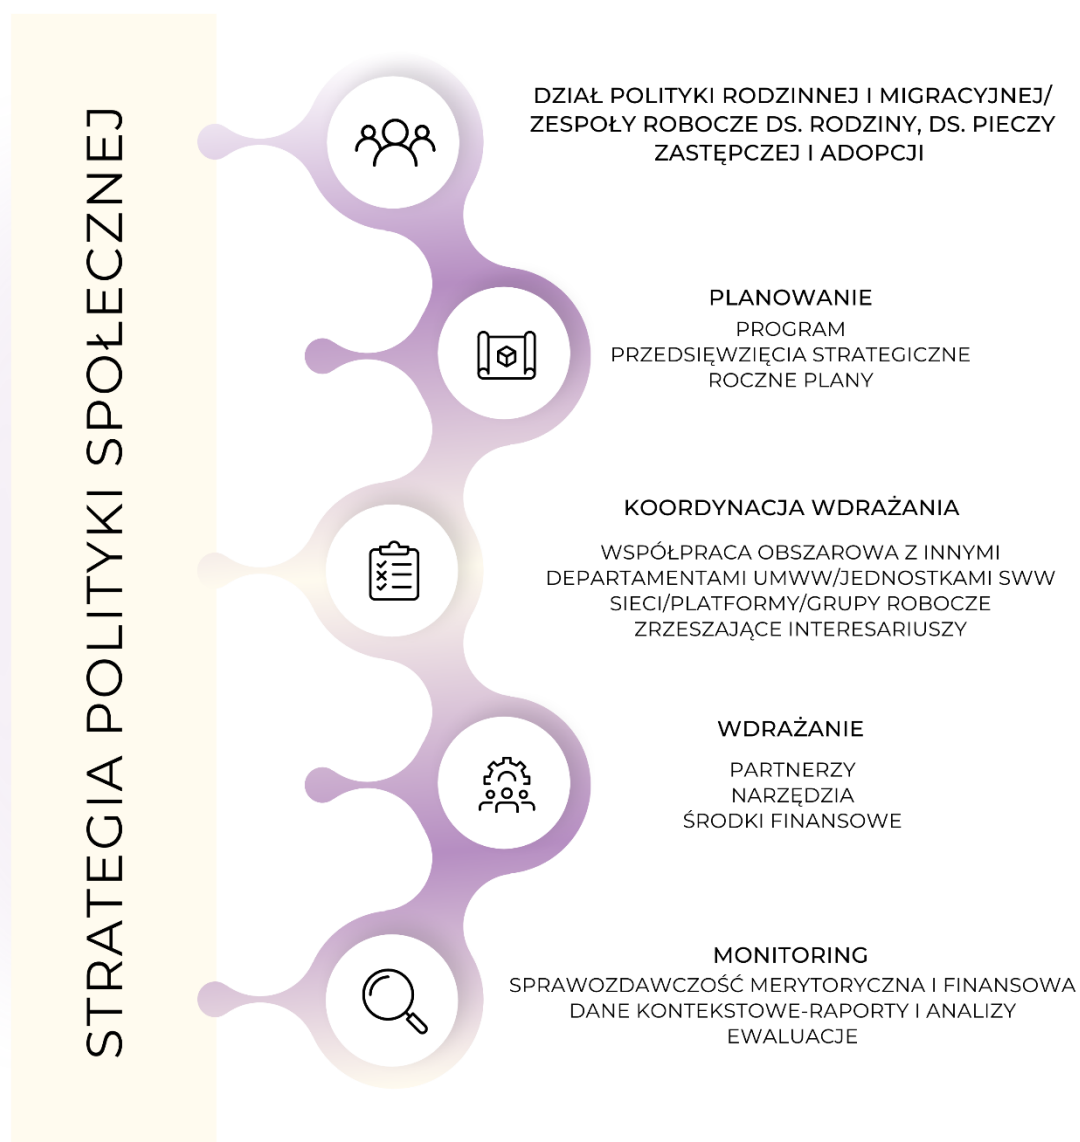 STRATEGIA POLITYKI SPOŁECZNEJ
DZIAŁ POLITYKI RODZINNEJ I MIGRACYJNEJ/
ZESPOŁY ROBOCZE DS. RODZINY, DS. PIECZY
ZASTĘPCZEJ I ADOPCJI
PLANOWANIE
PROGRAM
PRZEDSIĘWZIĘCIA STRATEGICZNE
ROCZNE PLANY
KOORDYNACJA WDRAŻANIA
WSPÓŁPRACA OBSZAROWA Z INNYMI
DEPARTAMENTAMI UMWW/JEDNOSTKAMI SWW
SIECI/PLATFORMY/GRUPY ROBOCZE
ZRZESZAJĄCE INTERESARIUSZY
WDRAŻANIE
PARTNERZY
NARZĘDZIA
ŚRODKI FINANSOWE
MONITORING
SPRAWOZDAWCZOŚĆ MERYTORYCZNA I FINANSOWA
DANE KONTEKSTOWE-RAPORTY I ANALIZY
EWALUACJE